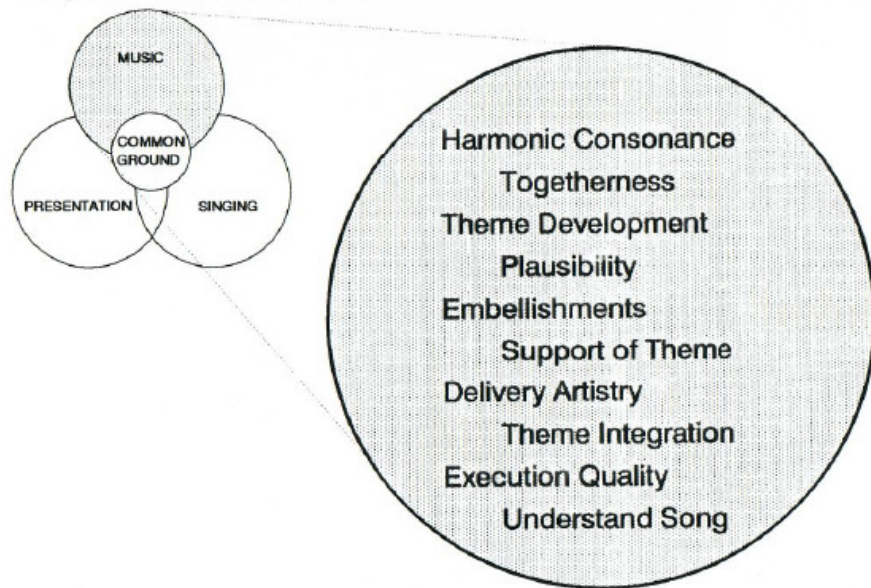 MUSIC
COMMON
GROUND
PRESENTATION
SINGING
Harmonic Consonance
Togetherness
Theme Development
Plausibility
Embellishments
Support of Theme
Delivery Artistry
Theme Integration
Execution Quality
Understand Song